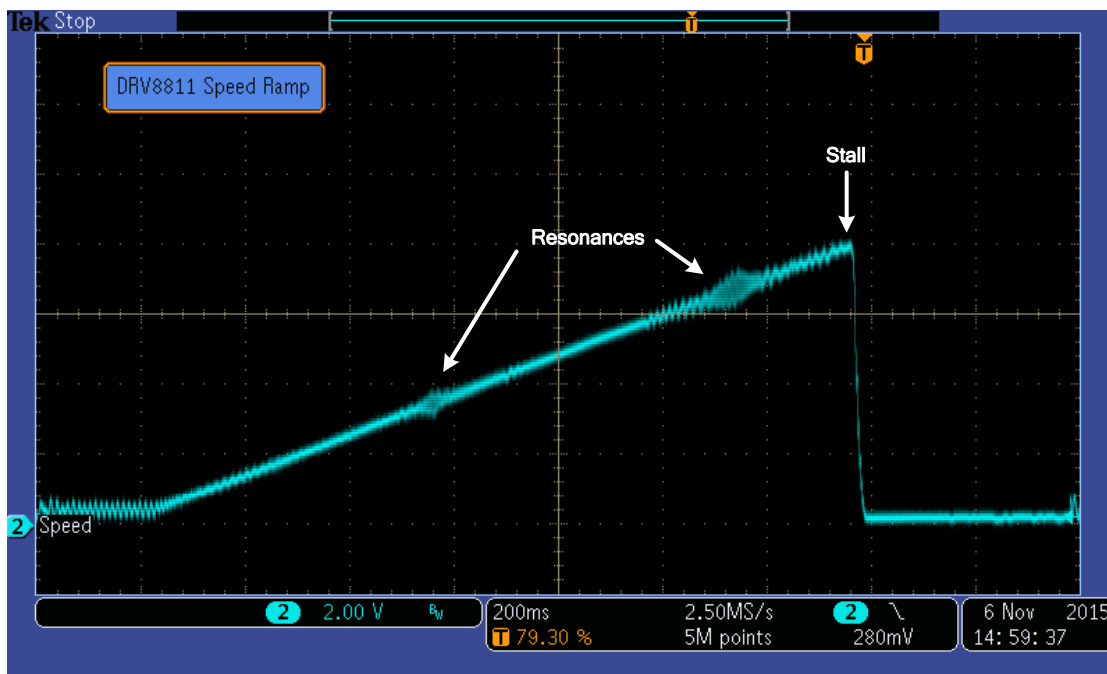 Tek Stop
T
T
DRV8811 Speed Ramp
Stall
Resonances
2 Speed
2 2.00 V BW 200ms 2.50MS/s 2 6 Nov 2015
T 79.30 % 5M points 280mV 14:59:37